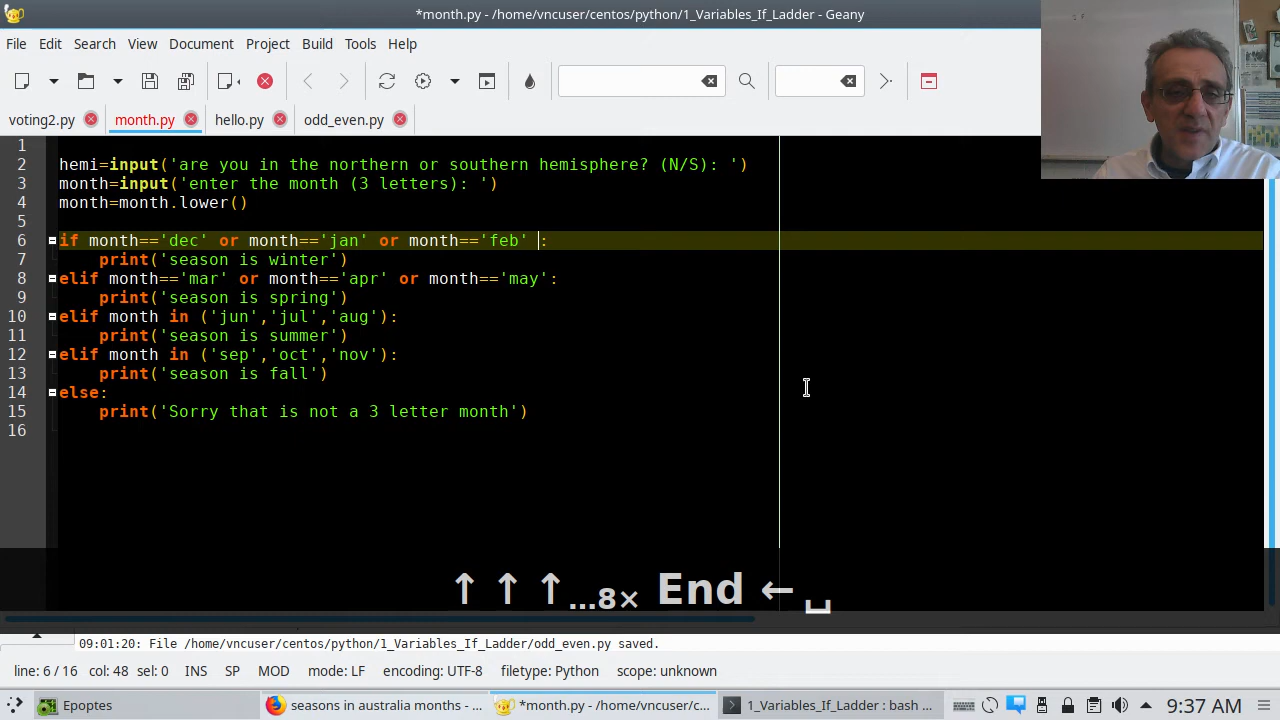 *month.py - /home/vncuser/centos/python/1_Variables_If_Ladder - Geany
File Edit Search View Document Project Build Tools Help
voting2.py month.py hello.py odd_even.py
1
2 hemi=input('are you in the northern or southern hemisphere? (N/S): ')
3 month=input('enter the month (3 letters): ')
4 month=month.lower()
5
6 if month=='dec' or month=='jan' or month=='feb' :
7 print('season is winter')
8 elif month=='mar' or month=='apr' or month=='may':
9 print('season is spring')
10 elif month in ('jun','jul','aug'):
11 print('season is summer')
12 elif month in ('sep','oct','nov'):
13 print('season is fall')
14 else:
15 print('Sorry that is not a 3 letter month')
16
↑ ↑ ↑...8× End ← ␣
09:01:20: File /home/vncuser/centos/python/1_Variables_If_Ladder/odd_even.py saved.
line: 6 / 16 col: 48 sel: 0 INS SP MOD mode: LF encoding: UTF-8 filetype: Python scope: unknown
Epoptes seasons in australia months - ... *month.py - /home/vncuser/c... 1_Variables_If_Ladder : bash ... 9:37 AM